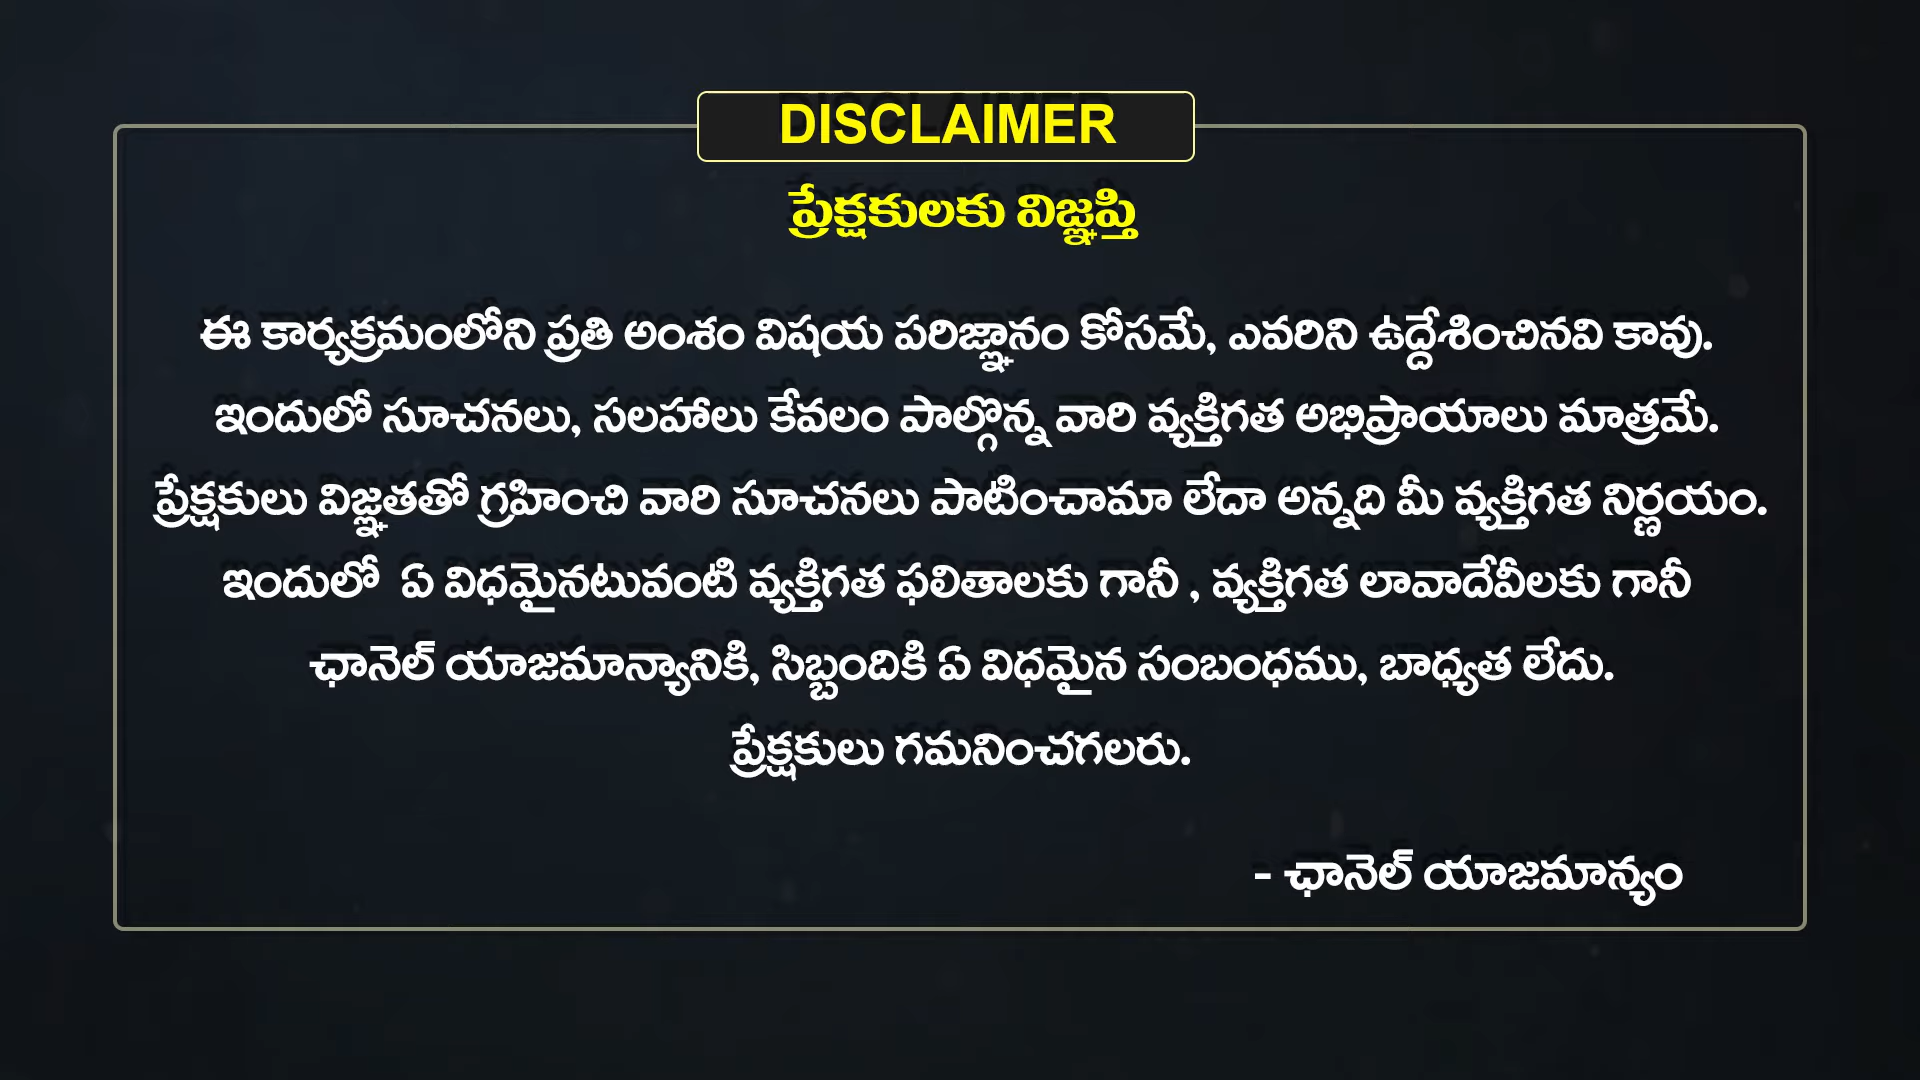 DISCLAIMER
ప్రేక్షకులకు విజ్ఞప్తి
ఈ కార్యక్రమంలోని ప్రతి అంశం విషయ పరిజ్ఞానం కోసమే, ఎవరిని ఉద్దేశించినవి కావు.
ఇందులో సూచనలు, సలహాలు కేవలం పాల్గొన్న వారి వ్యక్తిగత అభిప్రాయాలు మాత్రమే.
ప్రేక్షకులు విజ్ఞతతో గ్రహించి వారి సూచనలు పాటించామా లేదా అన్నది మీ వ్యక్తిగత నిర్ణయం.
ఇందులో ఏ విధమైనటువంటి వ్యక్తిగత ఫలితాలకు గానీ , వ్యక్తిగత లావాదేవీలకు గానీ
ఛానెల్ యాజమాన్యానికి, సిబ్బందికి ఏ విధమైన సంబంధము, బాధ్యత లేదు.
ప్రేక్షకులు గమనించగలరు.
- ఛానెల్ యాజమాన్యం